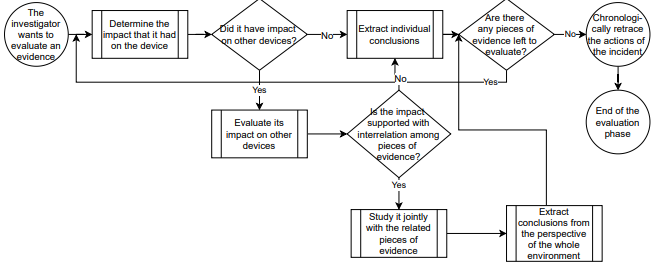 The
investigator
wants to
evaluate an
evidence
Determine the
impact that it had
on the device
Did it have impact
on other devices?
No
Extract individual
conclusions
Are there
any pieces of
evidence left to
evaluate?
No
Chronologi-
cally retrace
the actions of
the incident
Yes
No
Yes
Evaluate its
impact on other
devices
Is the impact
supported with
interrelation among
pieces of
evidence?
End of the
evaluation
phase
Yes
Study it jointly
with the related
pieces of
evidence
Extract
conclusions from
the perspective
of the whole
environment